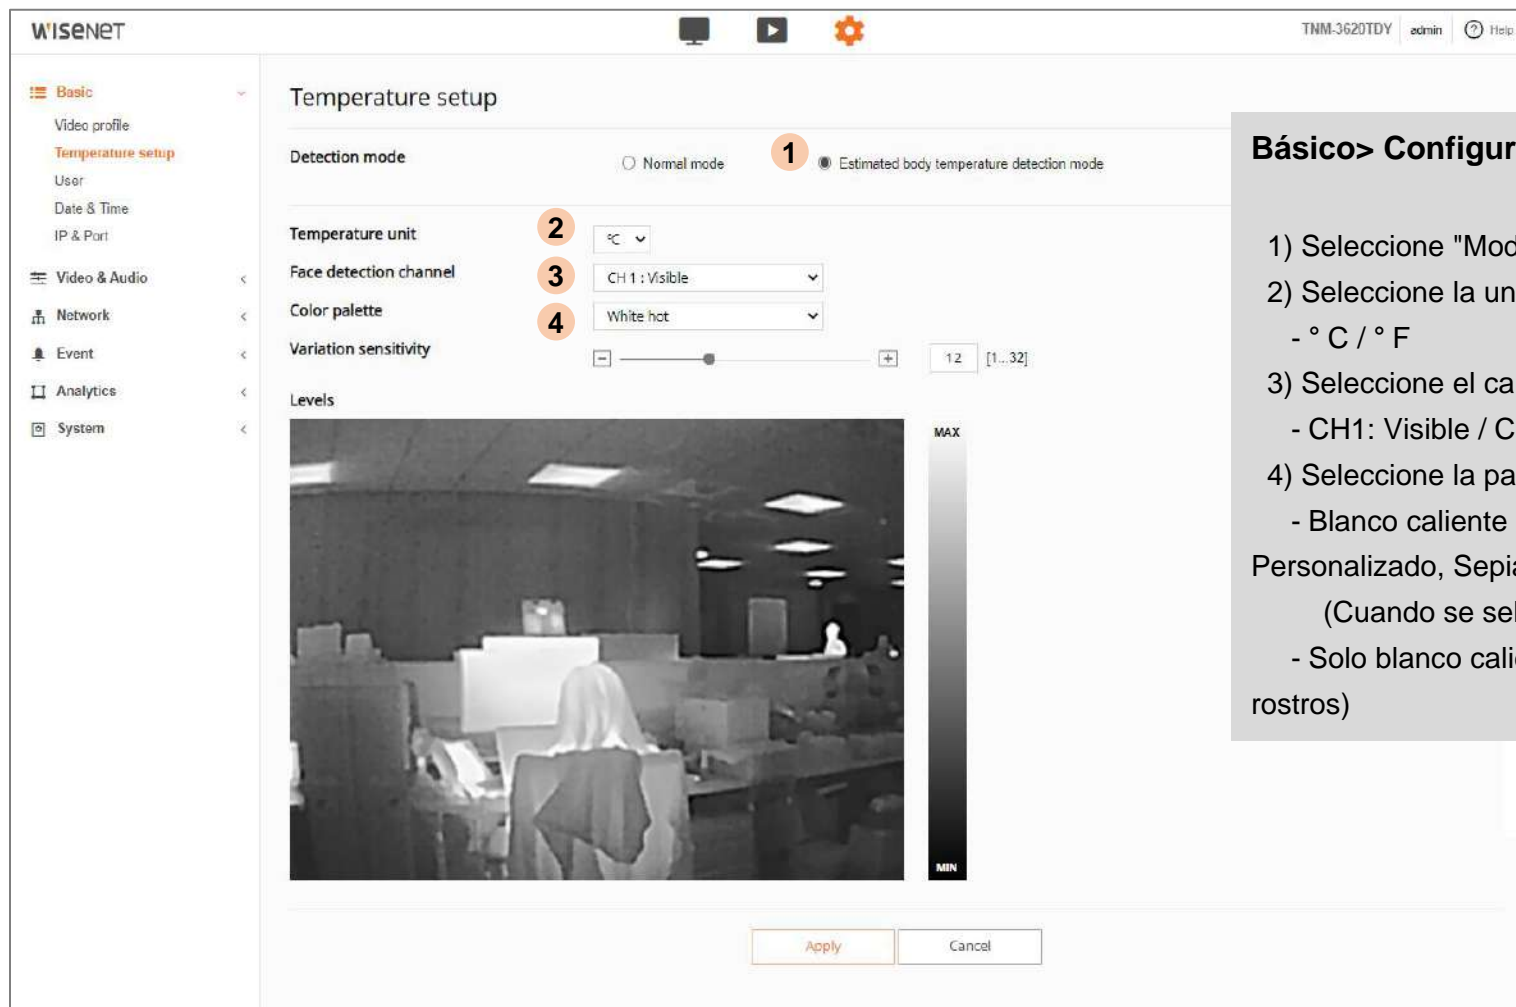 WISENET
TNM-3620TDY admin Help
Basic
Video profile
Temperature setup
User
Date & Time
IP & Port
Video & Audio
Network
Event
Analytics
System
Temperature setup
Detection mode
Normal mode
1
Estimated body temperature detection mode
Temperature unit
2
°C
Face detection channel
3
CH 1 : Visible
Color palette
4
White hot
Variation sensitivity
12 [1...32]
Levels
MAX
MIN
Apply
Cancel
Básico> Configur
1) Seleccione "Mod
2) Seleccione la un
- ° C / ° F
3) Seleccione el ca
- CH1: Visible / C
4) Seleccione la pa
- Blanco caliente
Personalizado, Sepia
(Cuando se sel
- Solo blanco calie
rostros)